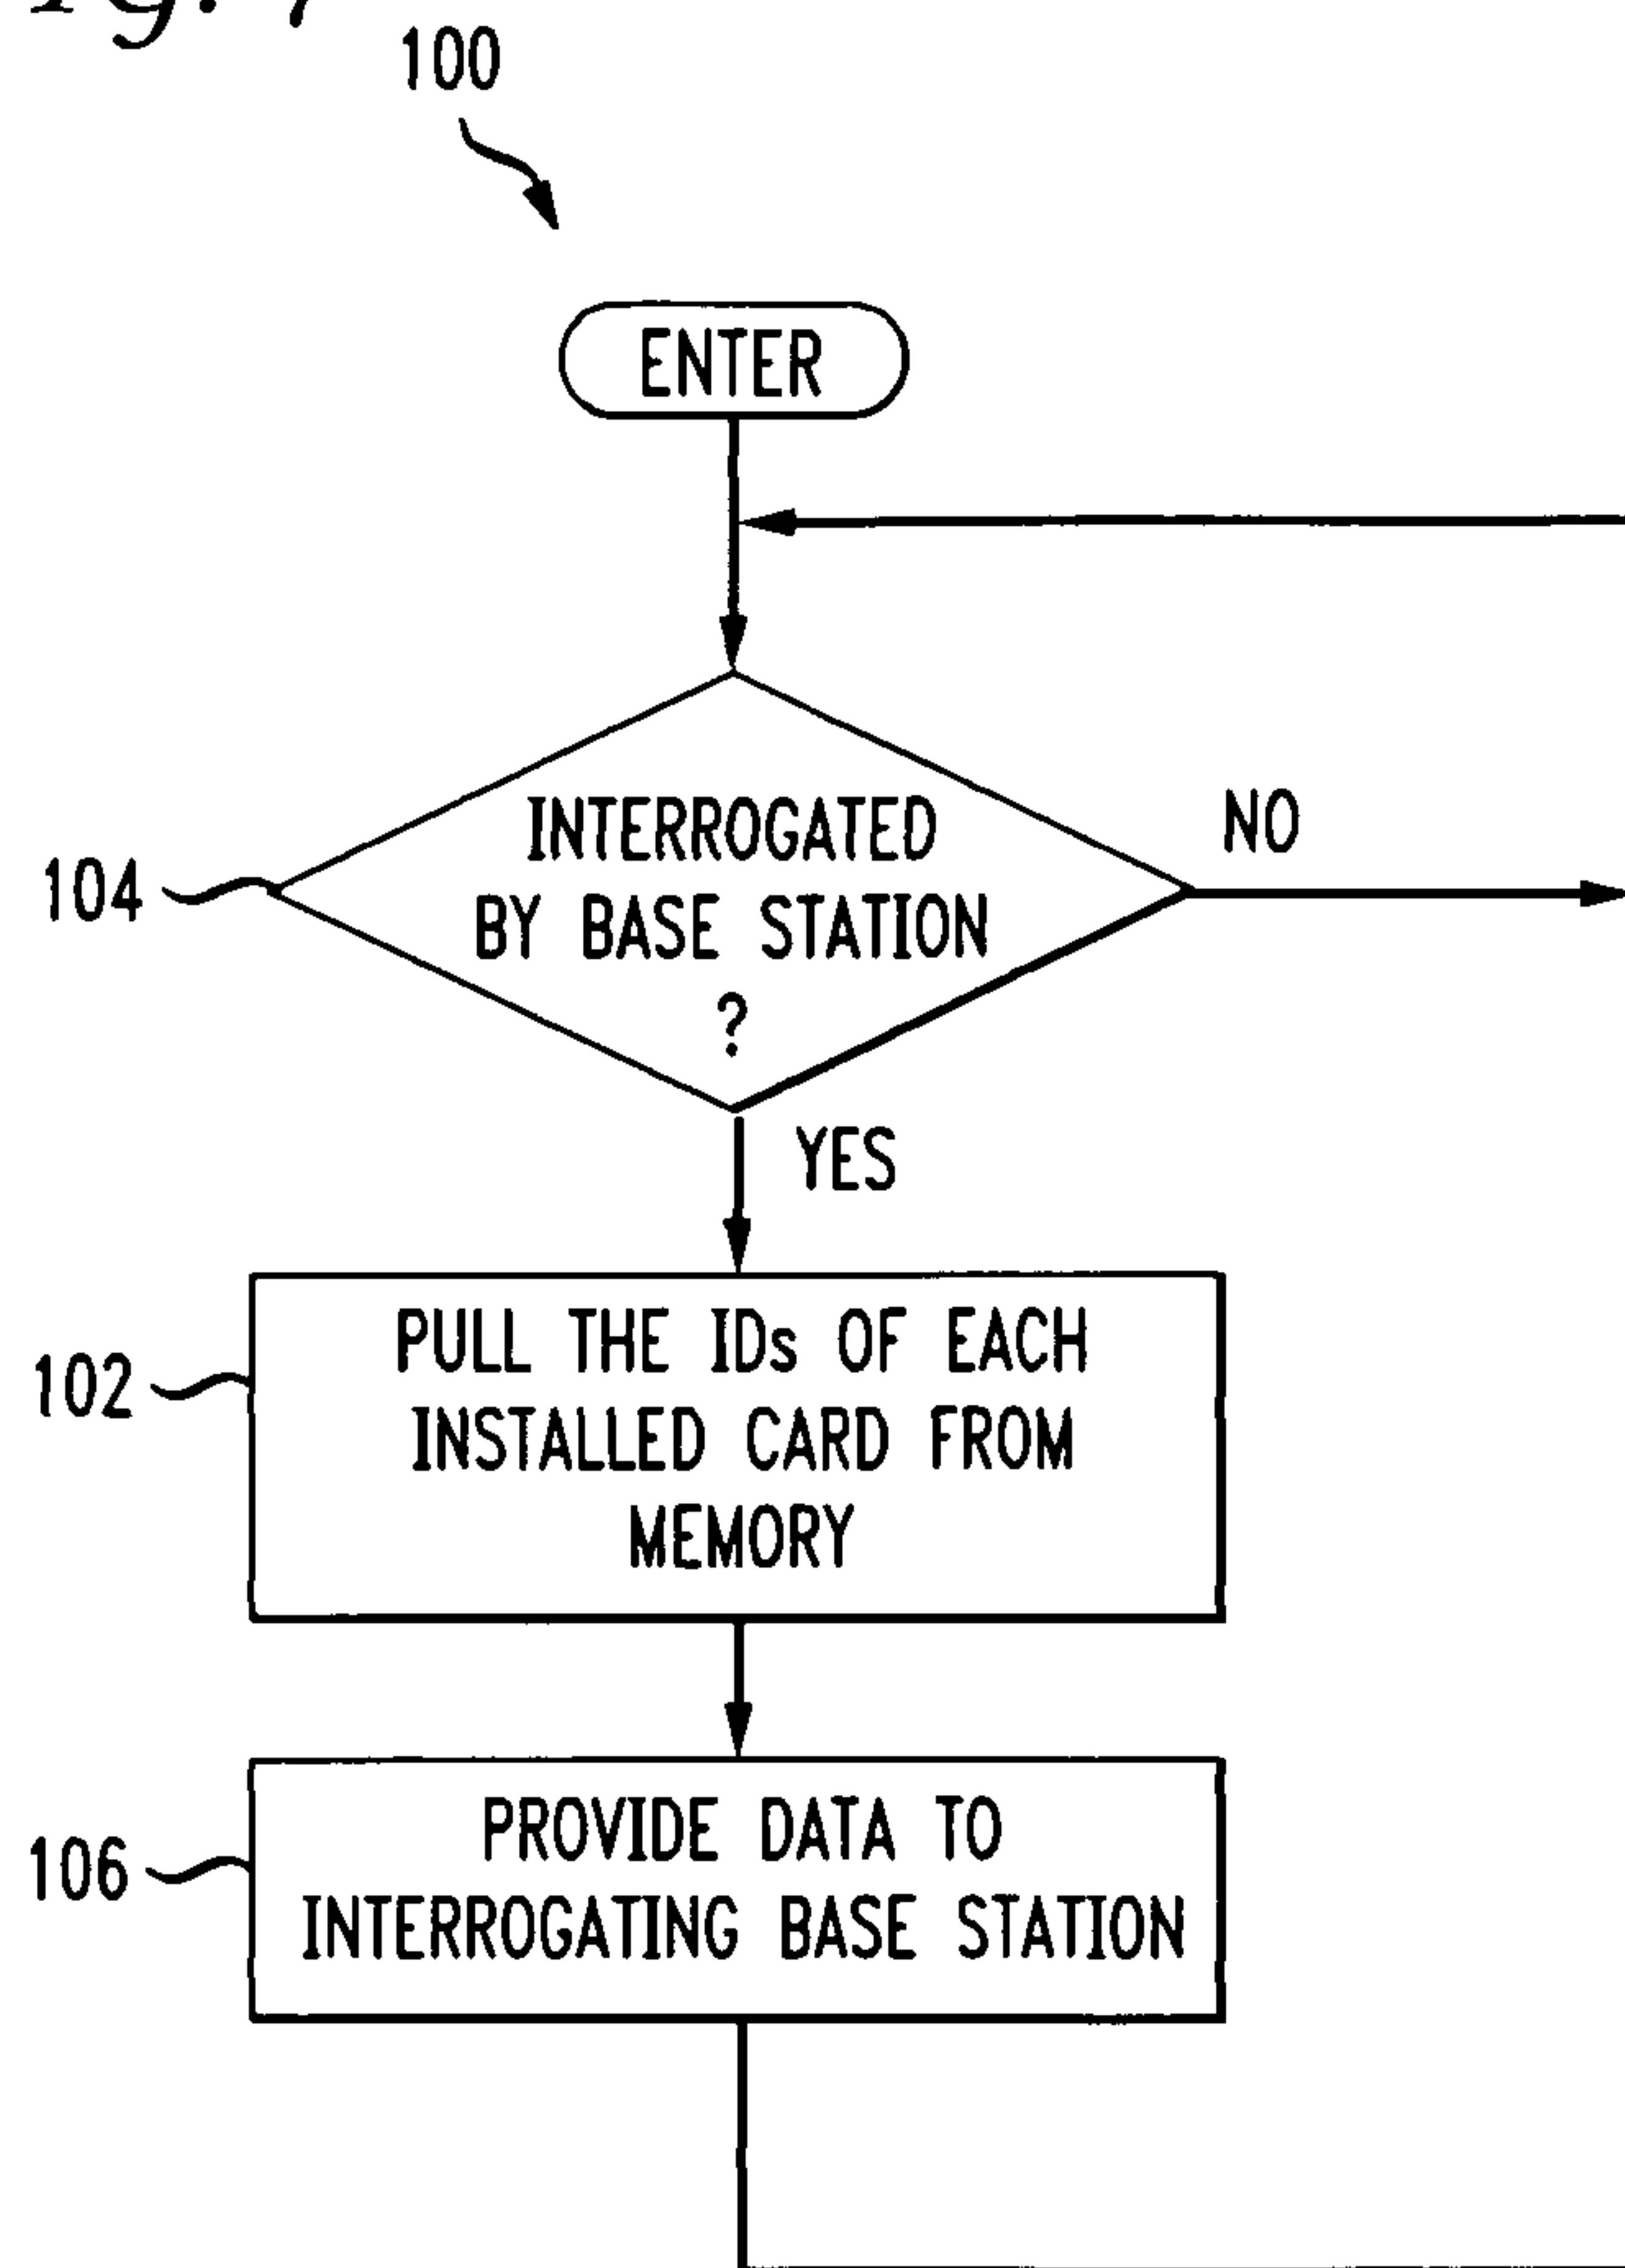 100
ENTER
INTERROGATED
BY BASE STATION
?
NO
104
YES
PULL THE IDs OF EACH
INSTALLED CARD FROM
MEMORY
102
PROVIDE DATA TO
INTERROGATING BASE STATION
106